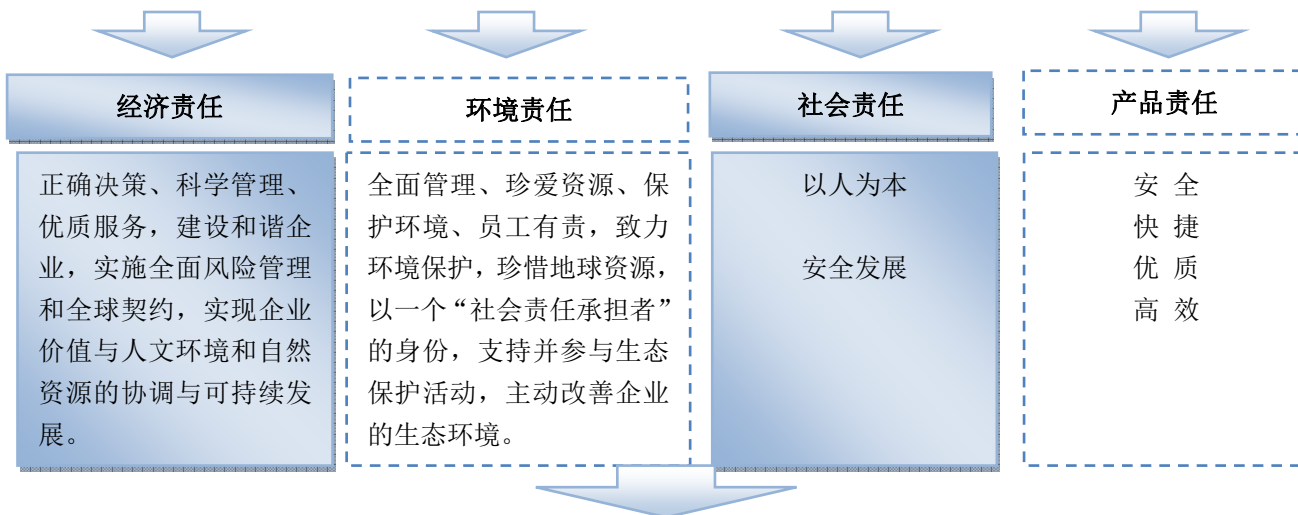 经济责任
正确决策、科学管理、
优质服务，建设和谐企
业，实施全面风险管理
和全球契约，实现企业
价值与人文环境和自然
资源的协调与可持续发
展。
环境责任
全面管理、珍爱资源、保
护环境、员工有责，致力
环境保护，珍惜地球资源，
以一个“社会责任承担者”
的身份，支持并参与生态
保护活动，主动改善企业
的生态环境。
社会责任
以人为本
安全发展
产品责任
安 全
快 捷
优 质
高 效